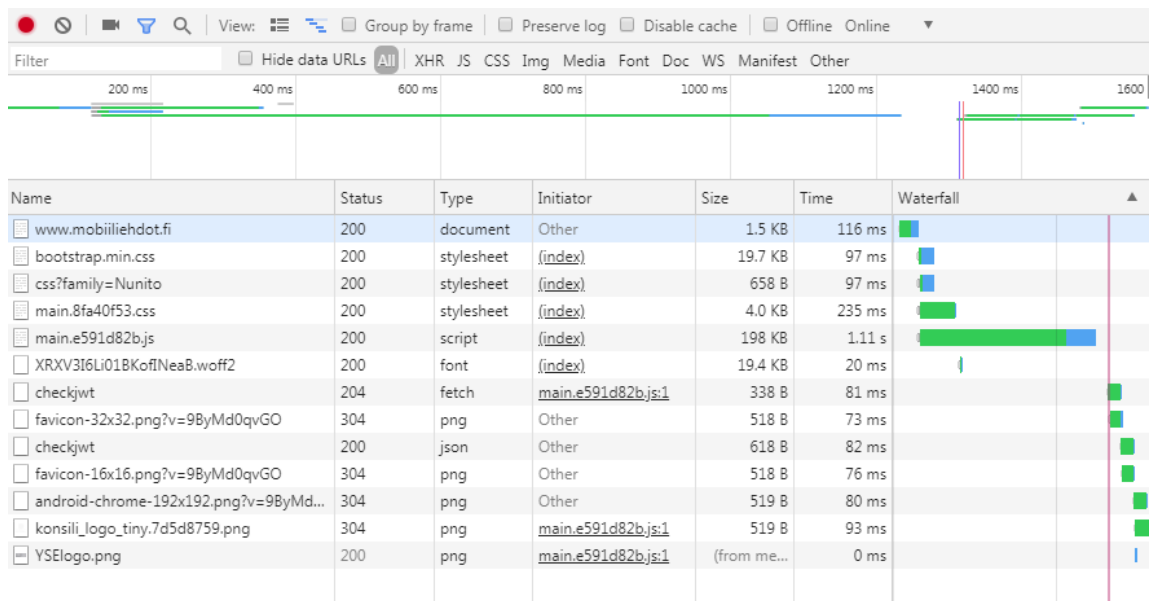 View: Group by frame Preserve log Disable cache Offline Online
Filter Hide data URLs All XHR JS CSS Img Media Font Doc WS Manifest Other
200 ms 400 ms 600 ms 800 ms 1000 ms 1200 ms 1400 ms 1600
Name Status Type Initiator Size Time Waterfall
www.mobiiliehdot.fi 200 document Other 1.5 KB 116 ms
bootstrap.min.css 200 stylesheet (index) 19.7 KB 97 ms
css?family=Nunito 200 stylesheet (index) 658 B 97 ms
main.8fa40f53.css 200 stylesheet (index) 4.0 KB 235 ms
main.e591d82b.js 200 script (index) 198 KB 1.11 s
XRXV3I6Li01BKofINeaB.woff2 200 font (index) 19.4 KB 20 ms
checkjwt 204 fetch main.e591d82b.js:1 338 B 81 ms
favicon-32x32.png?v=9ByMd0qvGO 304 png Other 518 B 73 ms
checkjwt 200 json Other 618 B 82 ms
favicon-16x16.png?v=9ByMd0qvGO 304 png Other 518 B 76 ms
android-chrome-192x192.png?v=9ByMd... 304 png Other 519 B 80 ms
konsili_logo_tiny.7d5d8759.png 304 png main.e591d82b.js:1 519 B 93 ms
YSElogo.png 200 png main.e591d82b.js:1 (from me... 0 ms